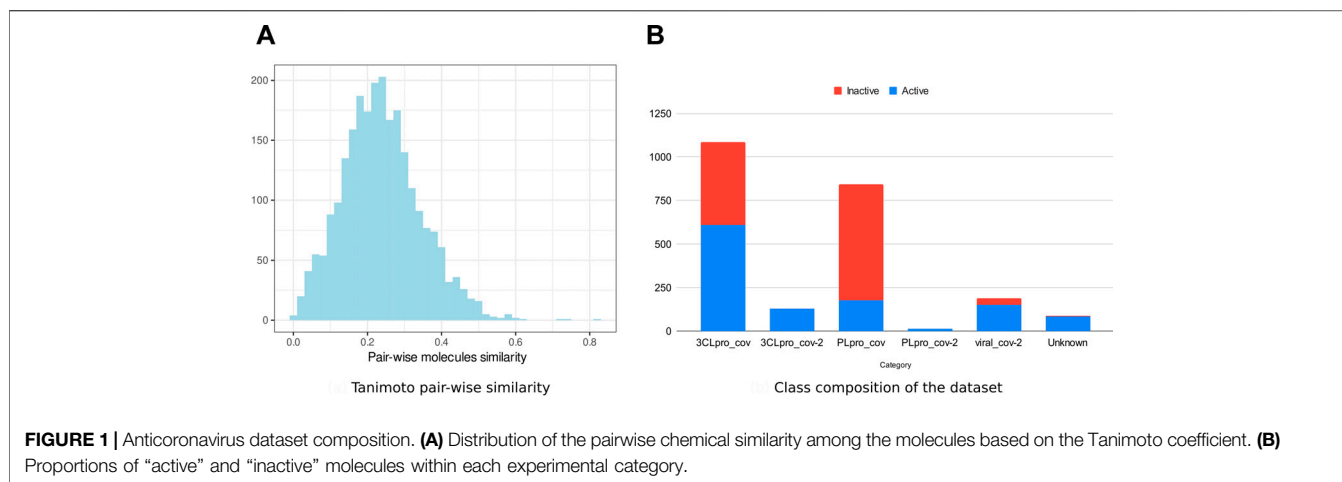 A
B
200
150
100
50
0
0.0 0.2 0.4 0.6 0.8
Pair-wise molecules similarity
Tanimoto pair-wise similarity
Inactive Active
1250
1000
750
500
250
0
3CLpro_cov 3CLpro_cov-2 PLpro_cov PLpro_cov-2 viral_cov-2 Unknown
Category
Class composition of the dataset
FIGURE 1 | Anticoronavirus dataset composition. (A) Distribution of the pairwise chemical similarity among the molecules based on the Tanimoto coefficient. (B)
Proportions of “active” and “inactive” molecules within each experimental category.